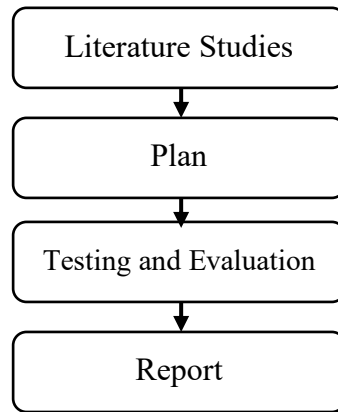 Literature Studies
Plan
Testing and Evaluation
Report